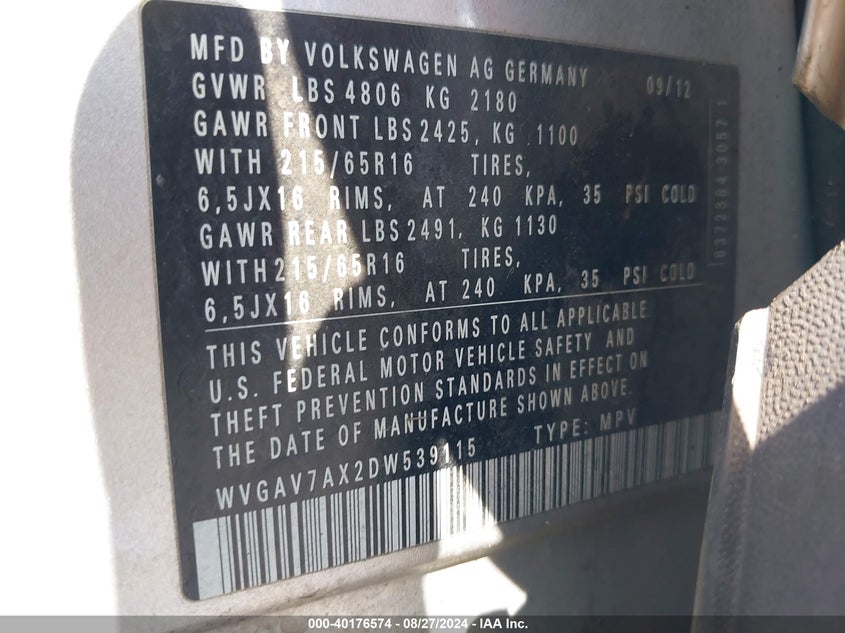 MFD BY VOLKSWAGEN AG GERMANY 09/12
GVWR LBS 4806 KG 2180
GAWR FRONT LBS 2425, KG 1100
WITH 215/65R16 TIRES,
6,5JX16 RIMS, AT 240 KPA, 35 PSI COLD
GAWR REAR LBS 2491, KG 1130
WITH 215/65R16 TIRES,
6,5JX16 RIMS, AT 240 KPA, 35 PSI COLD
THIS VEHICLE CONFORMS TO ALL APPLICABLE
U.S. FEDERAL MOTOR VEHICLE SAFETY AND
THEFT PREVENTION STANDARDS IN EFFECT ON
THE DATE OF MANUFACTURE SHOWN ABOVE.
WVGAV7AX2DW539115 TYPE: MPV
000-40176574 - 08/27/2024 - IAA Inc.